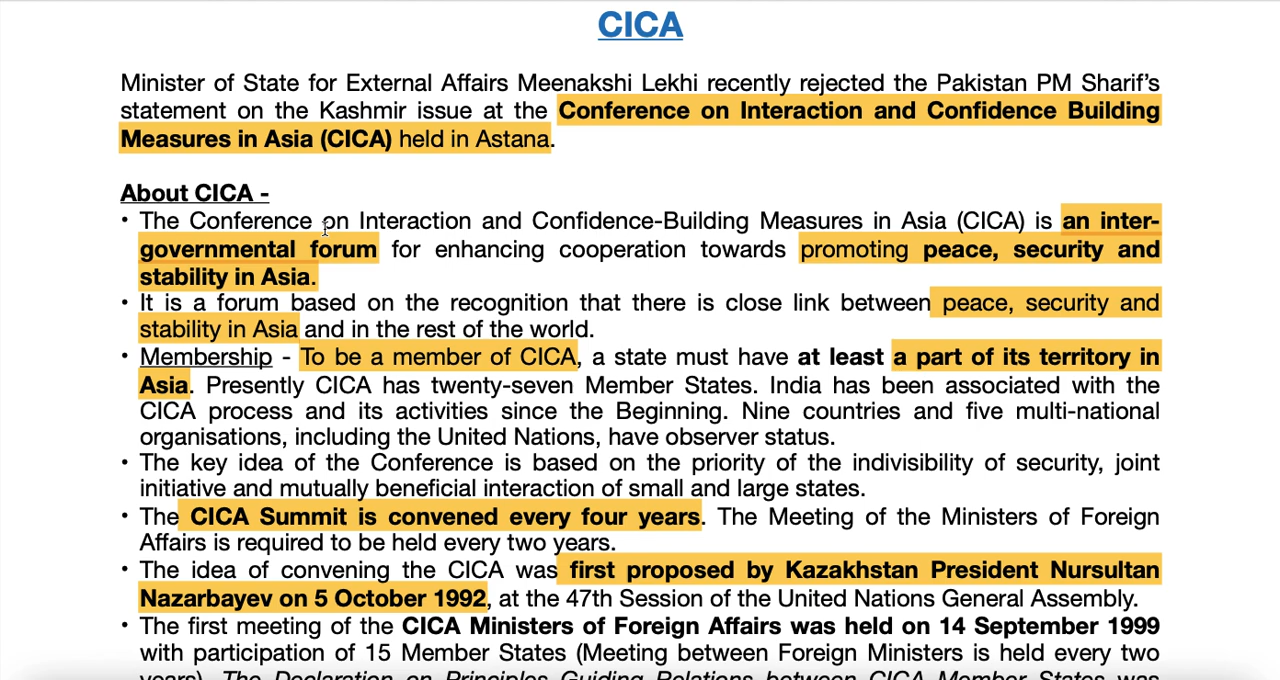 CICA
Minister of State for External Affairs Meenakshi Lekhi recently rejected the Pakistan PM Sharif's
statement on the Kashmir issue at the Conference on Interaction and Confidence Building
Measures in Asia (CICA) held in Astana.
About CICA -
• The Conference on Interaction and Confidence-Building Measures in Asia (CICA) is an inter-
governmental forum for enhancing cooperation towards promoting peace, security and
stability in Asia.
• It is a forum based on the recognition that there is close link between peace, security and
stability in Asia and in the rest of the world.
• Membership - To be a member of CICA, a state must have at least a part of its territory in
Asia. Presently CICA has twenty-seven Member States. India has been associated with the
CICA process and its activities since the Beginning. Nine countries and five multi-national
organisations, including the United Nations, have observer status.
• The key idea of the Conference is based on the priority of the indivisibility of security, joint
initiative and mutually beneficial interaction of small and large states.
• The CICA Summit is convened every four years. The Meeting of the Ministers of Foreign
Affairs is required to be held every two years.
• The idea of convening the CICA was first proposed by Kazakhstan President Nursultan
Nazarbayev on 5 October 1992, at the 47th Session of the United Nations General Assembly.
• The first meeting of the CICA Ministers of Foreign Affairs was held on 14 September 1999
with participation of 15 Member States (Meeting between Foreign Ministers is held every two
years). The Declaration on Principles Guiding Relations between CICA Member States was